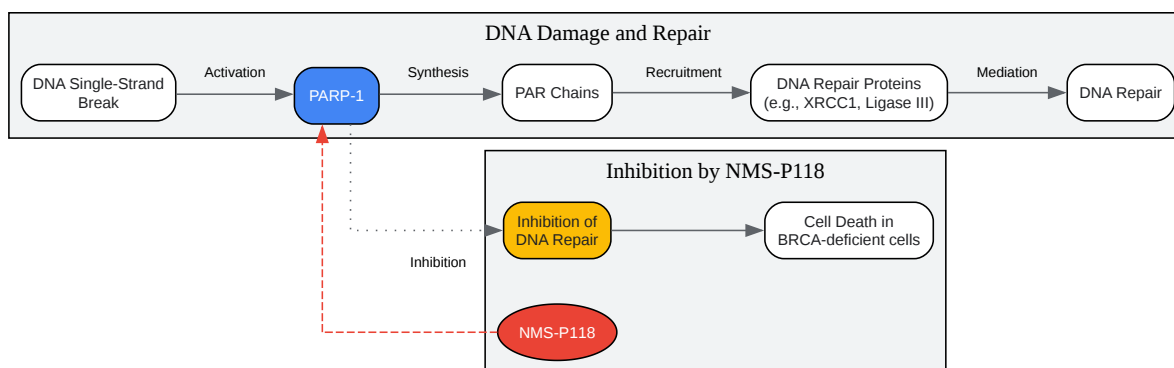 DNA Damage and Repair
DNA Single-Strand
Break
Activation
PARP-1
Synthesis
PAR Chains
Recruitment
DNA Repair Proteins
(e.g., XRCC1, Ligase III)
Mediation
DNA Repair
Inhibition by NMS-P118
Inhibition
Inhibition of
DNA Repair
Cell Death in
BRCA-deficient cells
NMS-P118